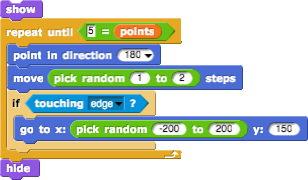 show
repeat until 5 = points
point in direction 180
move pick random 1 to 2 steps
if touching edge ?
go to x: pick random -200 to 200 y: 150
hide